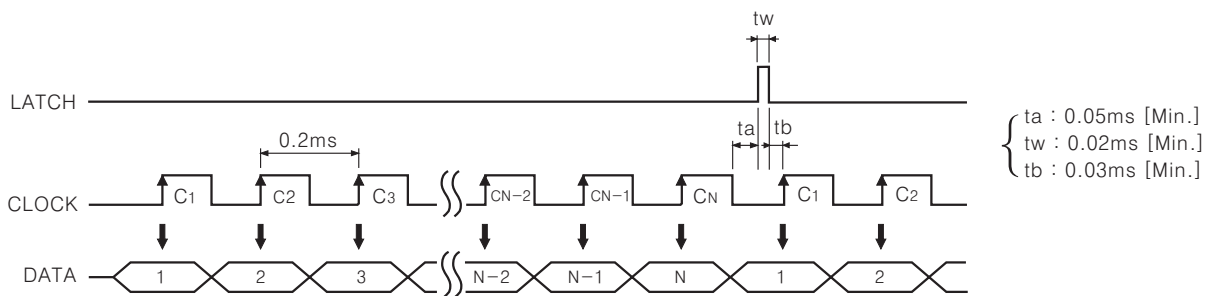 tw
LATCH
ta tb
ta : 0.05ms [Min.]
tw : 0.02ms [Min.]
tb : 0.03ms [Min.]
0.2ms
CLOCK C1 C2 C3 CN-2 CN-1 CN C1 C2
DATA 1 2 3 N-2 N-1 N 1 2